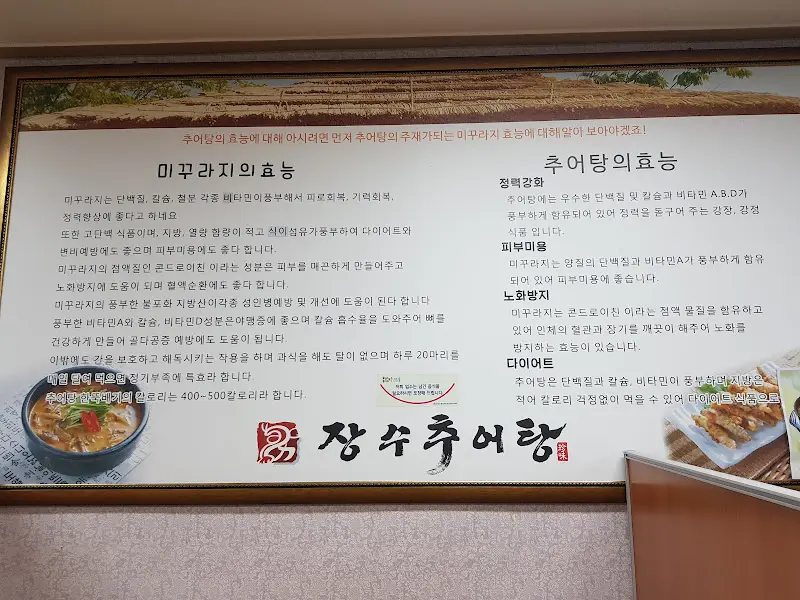 추어탕의 효능에 대해 아시려면 먼저 추어탕의 주재가되는 미꾸라지 효능에 대해알아 보아야겠죠!
미꾸라지의효능
미꾸라지는 단백질, 칼슘, 철분 각종 비타민이풍부해서 피로회복, 기력회복,
정력향상에 좋다고 하네요
또한 고단백 식품이며, 지방, 열량 함량이 적고 식이섬유가풍부하여 다이어트와
변비예방에도 좋으며 피부미용에도 좋다 합니다.
미꾸라지의 점액질인 콘드로이친 이라는 성분은 피부를 매끈하게 만들어주고
노화방지에 도움이 되며 혈액순환에도 좋다 합니다.
미꾸라지의 풍부한 불포화 지방산이각종 성인병예방 및 개선에 도움이 된다 합니다
풍부한 비타민A와 칼슘, 비타민D성분은야맹증에 좋으며 칼슘 흡수율을 도와주어 뼈를
건강하게 만들어 골다공증 예방에도 도움이 됩니다.
이밖에도 간을 보호하고 해독시키는 작용을 하며 과식을 해도 탈이 없으며 하루 20마리를
매일 달여 먹으면 정기부족에 특효라 합니다.
추어탕 한뚝배기의 칼로리는 400~500칼로리라 합니다.
추어탕의효능
정력강화
추어탕에는 우수한 단백질 및 칼슘과 비타민 A.B.D가
풍부하게 함유되어 있어 정력을 돋구어 주는 강장, 강정
식품 입니다.
피부미용
미꾸라지는 양질의 단백질과 비타민A가 풍부하게 함유
되어 있어 피부미용에 좋습니다.
노화방지
미꾸라지는 콘드로이친 이라는 점액 물질을 함유하고
있어 인체의 혈관과 장기를 깨끗이 해주어 노화를
방지하는 효능이 있습니다.
다이어트
추어탕은 단백질과 칼슘, 비타민아 풍부하며 지방은
적어 칼로리 걱정없이 먹을 수 있어 다이어트 식품으로
저희 업소는 남긴 음식을
장수추어탕
珍味